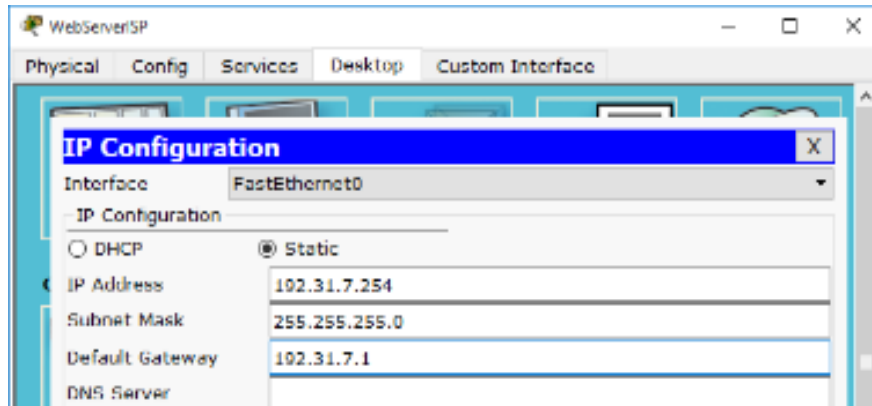 WebServerISP
Physical Config Services Desktop Custom Interface
IP Configuration X
Interface FastEthernet0
IP Configuration
DHCP Static
IP Address 192.31.7.254
Subnet Mask 255.255.255.0
Default Gateway 192.31.7.1
DNS Server